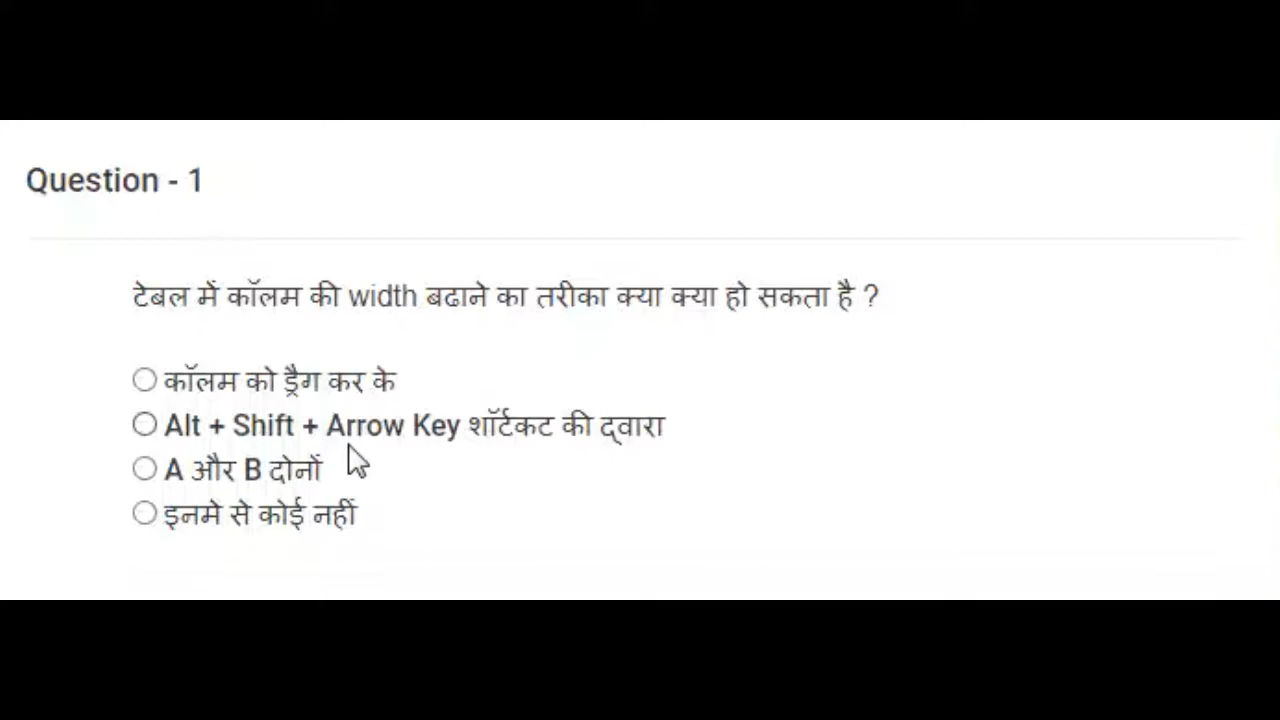 Question - 1
टेबल में कॉलम की width बढाने का तरीका क्या क्या हो सकता है ?
कॉलम को ड्रैग कर के
Alt + Shift + Arrow Key शॉर्टकट की द्वारा
A और B दोनों
इनमे से कोई नहीं